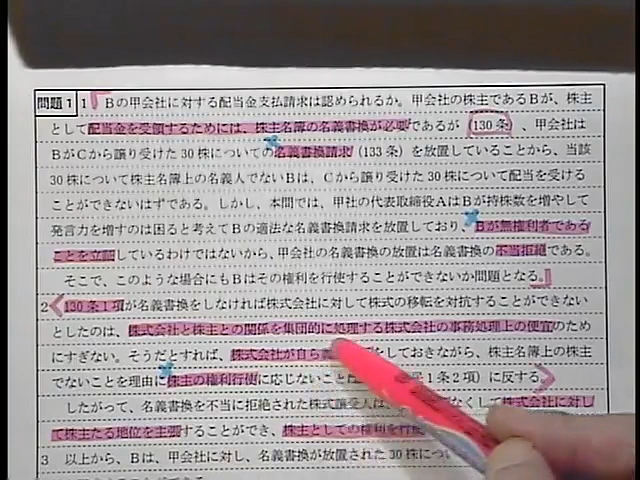 問題1 1 Bの甲会社に対する配当金支払請求は認められるか。甲会社の株主であるBが、株主
として配当金を受領するためには、株主名簿の名義書換が必要であるが(130条)、甲会社は
BがCから譲り受けた30株についての名義書換請求(133条)を放置していることから、当該
30株について株主名簿上の名義人でないBは、Cから譲り受けた30株について配当を受ける
ことができないはずである。しかし、本問では、甲社の代表取締役AはBが持株数を増やして
発言力を増すのは困ると考えてBの適法な名義書換請求を放置しており、Bが無権利者である
ことを立証しているわけではないから、甲会社の名義書換の放置は名義書換の不当拒絶である。
そこで、このような場合にもBはその権利を行使することができないか問題となる。
2 130条1項が名義書換をしなければ株式会社に対して株式の移転を対抗することができない
としたのは、株式会社と株主との関係を集団的に処理する株式会社の事務処理上の便宜のため
にすぎない。そうだとすれば、株式会社が自らをしておきながら、株主名簿上の株主
でないことを理由に株主の権利行使に応じないことは1条2項)に反する
したがって、名義書換を不当に拒絶された株式譲受人は、なくして株式会社に対し
て株主たる地位を主張することができ、株主としての権利行使
3 以上から、Bは、甲会社に対し、名義書換が放置された30株につ